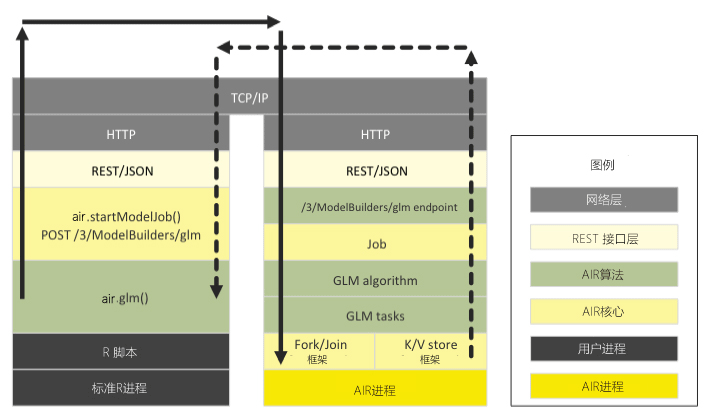 TCP/IP
HTTP
REST/JSON
air.startModelJob()
POST /3/ModelBuilders/glm
air.glm()
R 脚本
标准R进程
HTTP
REST/JSON
/3/ModelBuilders/glm endpoint
Job
GLM algorithm
GLM tasks
Fork/Join
框架
K/V store
框架
AIR进程
图例
网络层
REST 接口层
AIR算法
AIR核心
用户进程
AIR进程